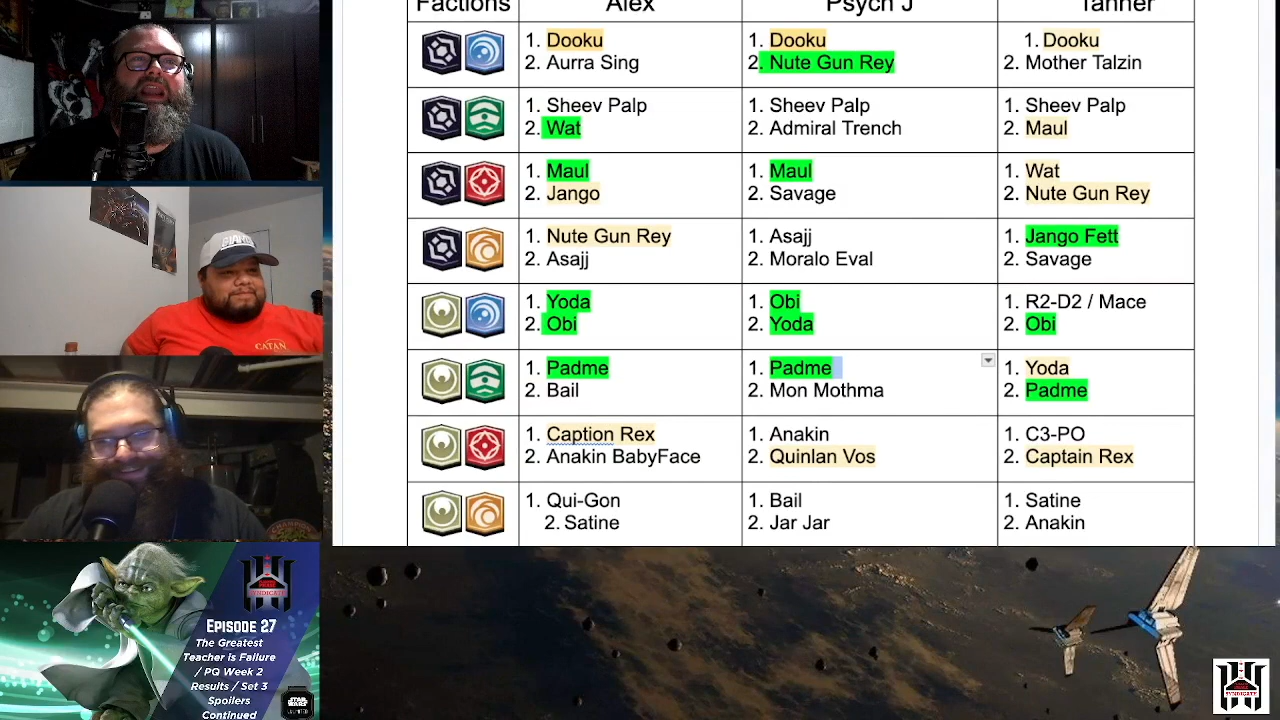 Factions Alex Psych J Tanner
1. Dooku
2. Aurra Sing
1. Dooku
2. Nute Gun Rey
1. Dooku
2. Mother Talzin
1. Sheev Palp
2. Wat
1. Sheev Palp
2. Admiral Trench
1. Sheev Palp
2. Maul
1. Maul
2. Jango
1. Maul
2. Savage
1. Wat
2. Nute Gun Rey
1. Nute Gun Rey
2. Asajj
1. Asajj
2. Moralo Eval
1. Jango Fett
2. Savage
1. Yoda
2. Obi
1. Obi
2. Yoda
1. R2-D2 / Mace
2. Obi
1. Padme
2. Bail
1. Padme
2. Mon Mothma
1. Yoda
2. Padme
1. Caption Rex
2. Anakin BabyFace
1. Anakin
2. Quinlan Vos
1. C3-PO
2. Captain Rex
1. Qui-Gon
2. Satine
1. Bail
2. Jar Jar
1. Satine
2. Anakin
GIANTS
CATAN
SYNDICATE
Episode 27
The Greatest
Teacher is Failure
/ PQ Week 2
Results / Set 3
Spoilers
Continued
STAR
WARS